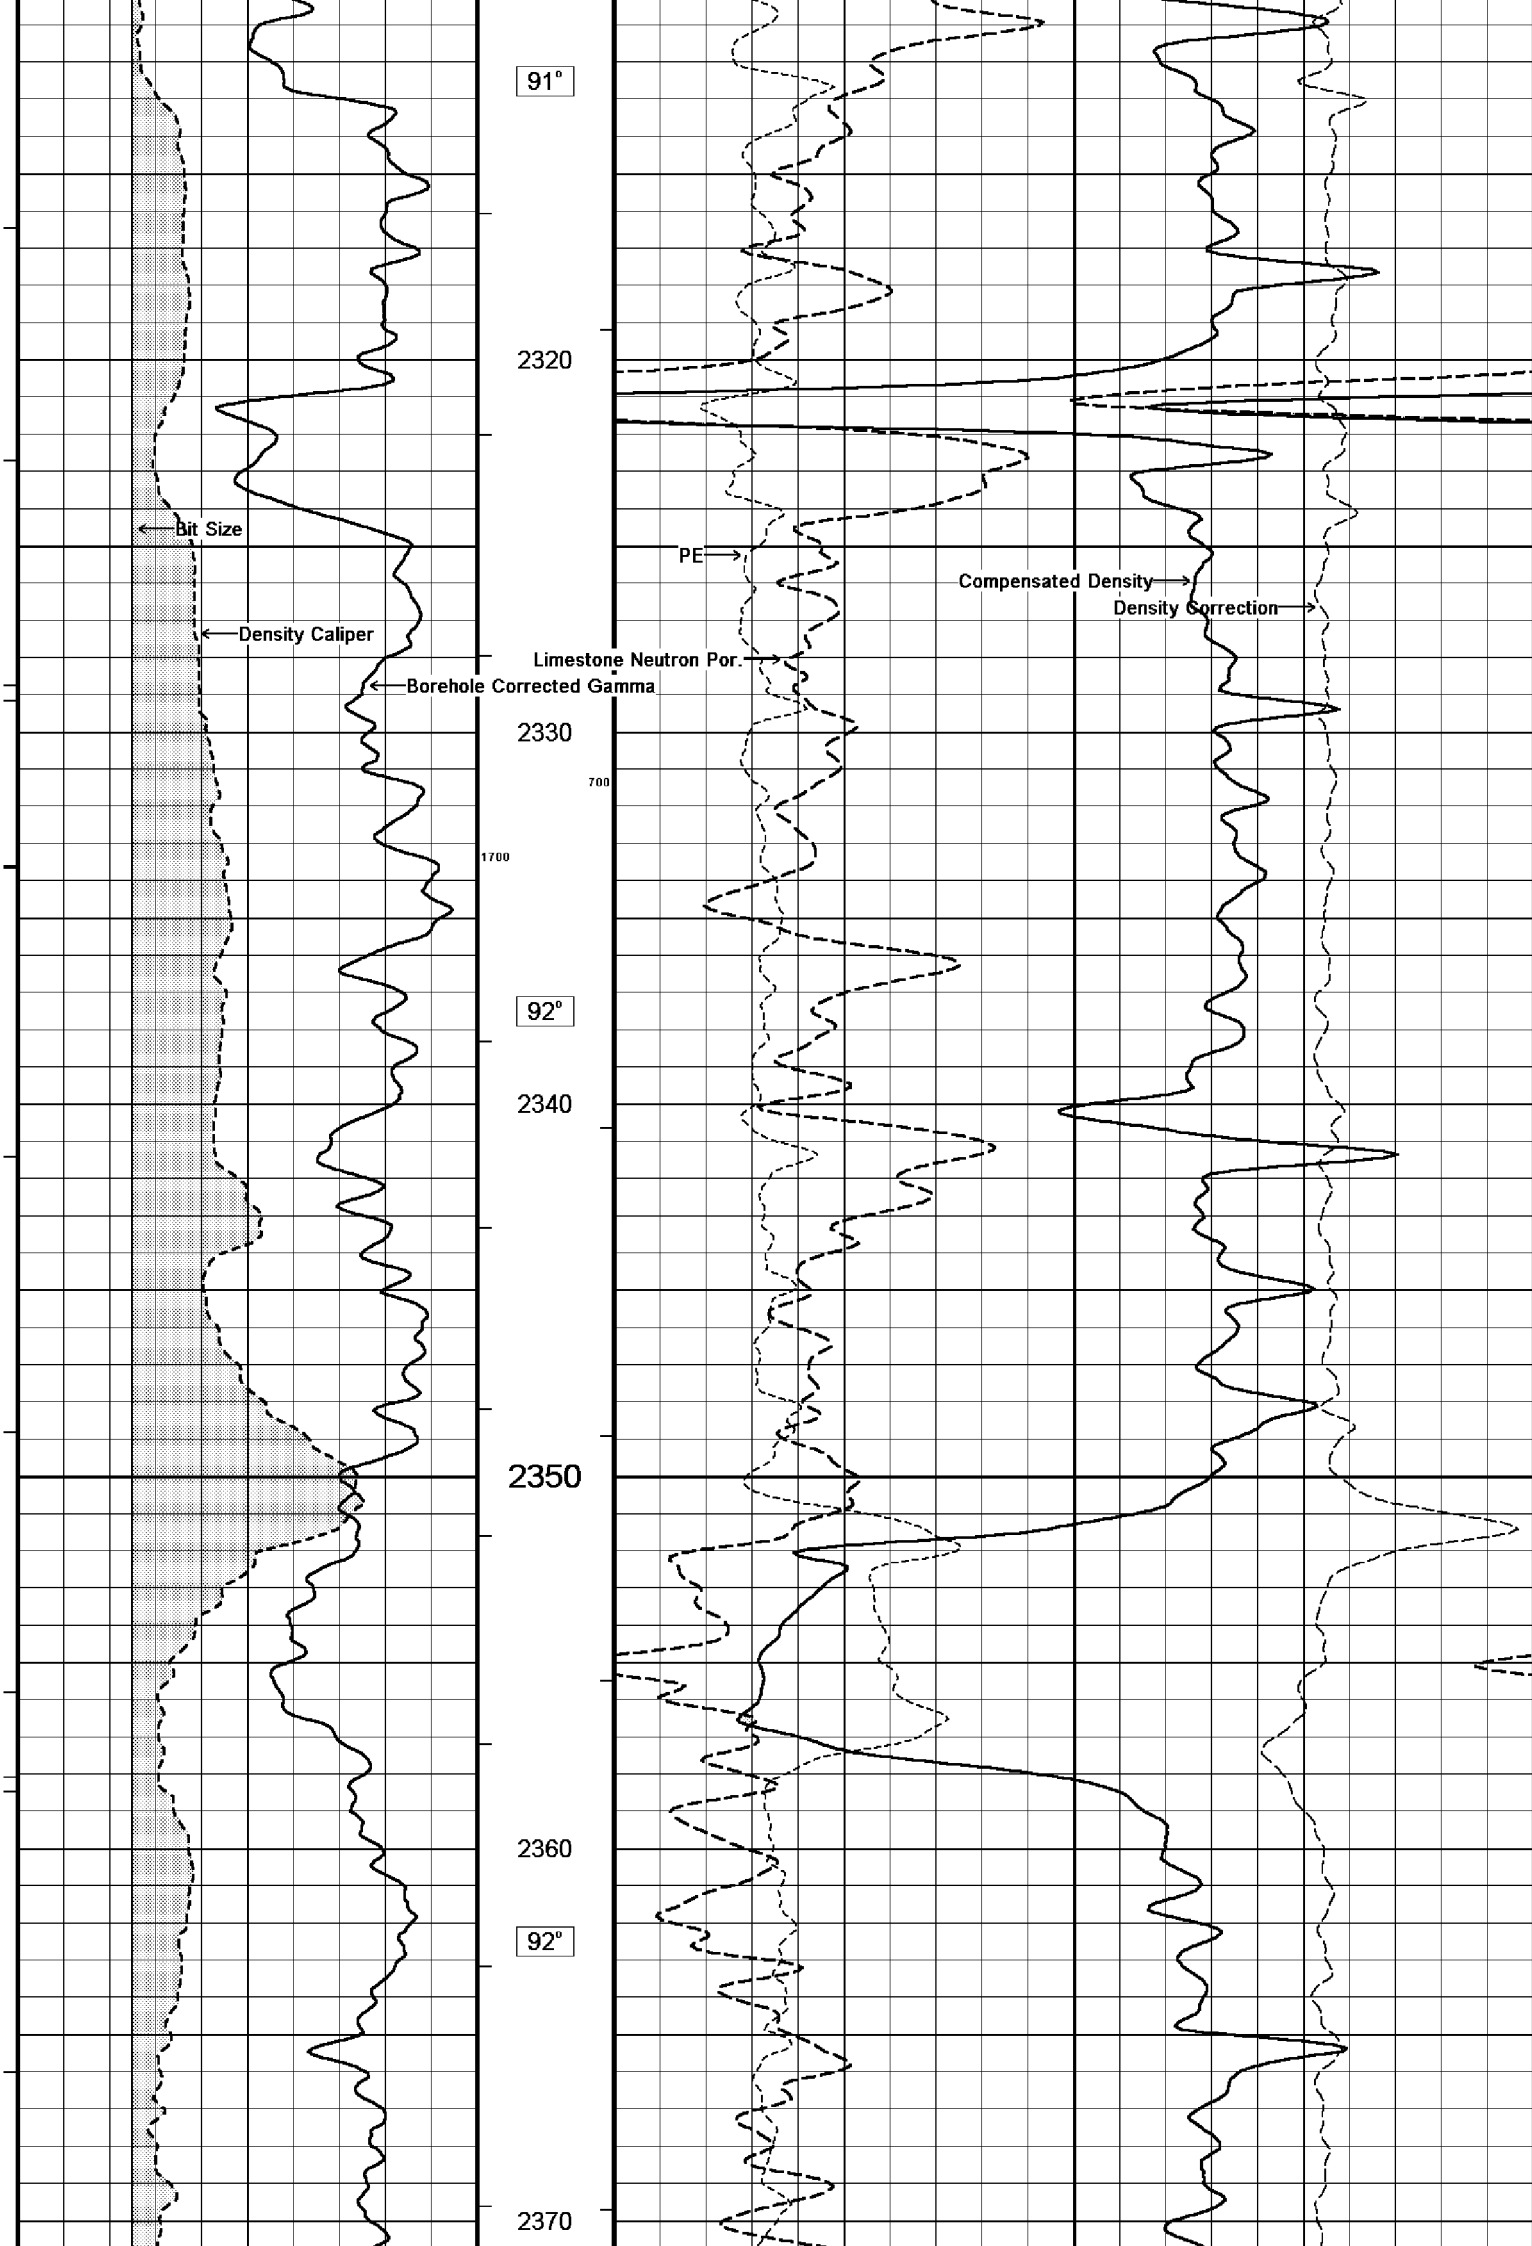 91°
2320
Bit Size
PE
Compensated Density
Density Correction
Density Caliper
Limestone Neutron Por.
Borehole Corrected Gamma
2330
700
1700
92°
2340
2350
2360
92°
2370